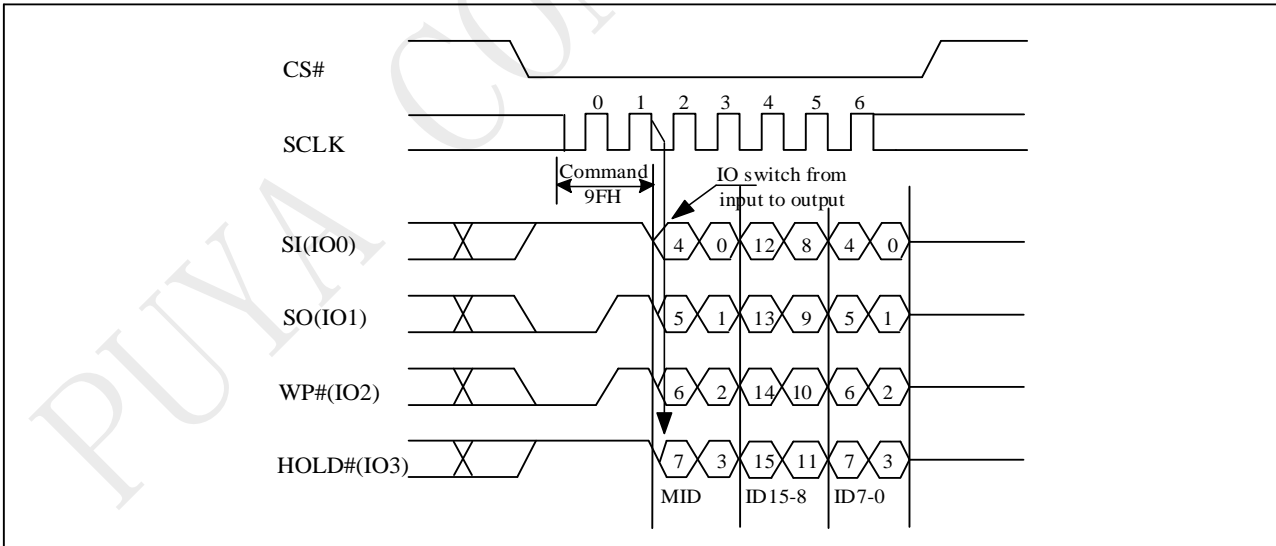 CS#
0 1 2 3 4 5 6
SCLK
Command
9FH
IO switch from
input to output
SI(IO0)
4 0 12 8 4 0
SO(IO1)
5 1 13 9 5 1
WP#(IO2)
6 2 14 10 6 2
HOLD#(IO3)
7 3 15 11 7 3
MID ID15-8 ID7-0
PUYA CO